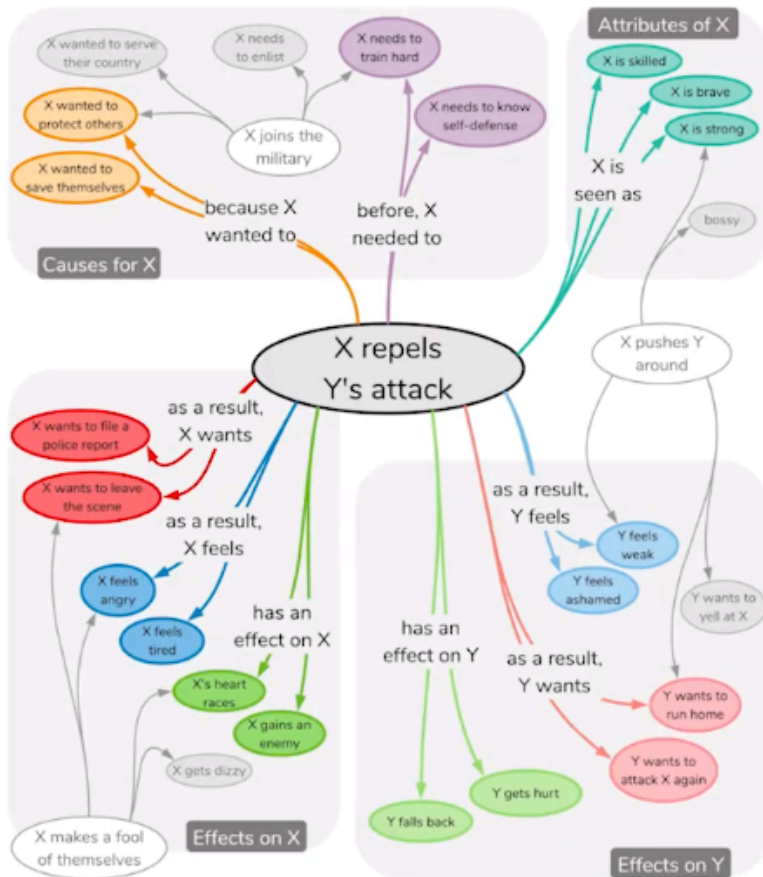 Attributes of X
X wanted to serve
their country
X needs
to enlist
X needs to
train hard
X is skilled
X wanted to
protect others
X joins the
military
X needs to know
self-defense
X is brave
X is strong
X wanted to
save themselves
because X
wanted to
before, X
needed to
X is
seen as
bossy
Causes for X
X repels
Y's attack
X pushes Y
around
X wants to file a
police report
as a result,
X wants
X wants to leave
the scene
as a result,
X feels
as a result,
Y feels
Y feels
weak
X feels
angry
Y feels
ashamed
Y wants to
yell at X
X feels
tired
has an
effect on X
has an
effect on Y
as a result,
Y wants
X's heart
races
Y wants to
run home
X gains an
enemy
X gets dizzy
Y wants to
attack X again
Y gets hurt
Y falls back
X makes a fool
of themselves
Effects on X
Effects on Y